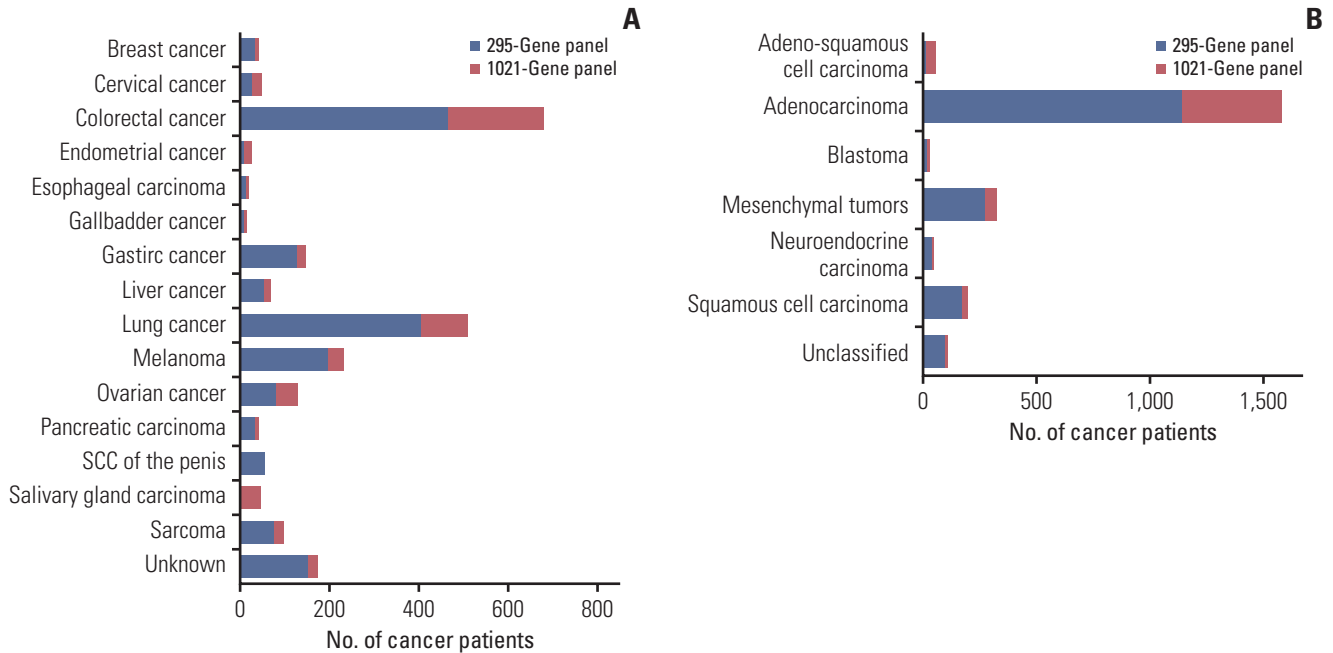 A
295-Gene panel
1021-Gene panel
Breast cancer
Cervical cancer
Colorectal cancer
Endometrial cancer
Esophageal carcinoma
Gallbadder cancer
Gastirc cancer
Liver cancer
Lung cancer
Melanoma
Ovarian cancer
Pancreatic carcinoma
SCC of the penis
Salivary gland carcinoma
Sarcoma
Unknown
0 200 400 600 800
No. of cancer patients
B
295-Gene panel
1021-Gene panel
Adeno-squamous
cell carcinoma
Adenocarcinoma
Blastoma
Mesenchymal tumors
Neuroendocrine
carcinoma
Squamous cell carcinoma
Unclassified
0 500 1,000 1,500
No. of cancer patients